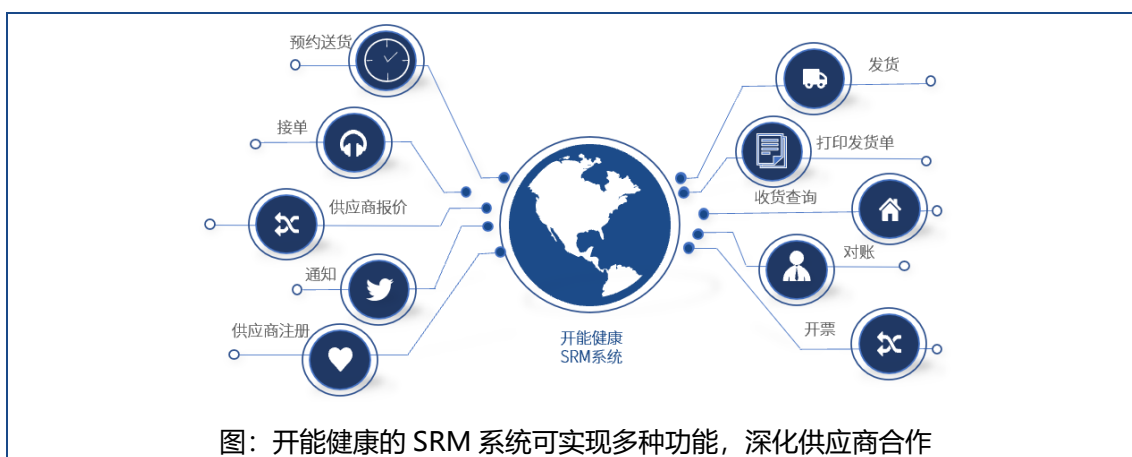 预约送货
接单
供应商报价
通知
供应商注册
发货
打印发货单
收货查询
对账
开票
开能健康
SRM系统
图：开能健康的 SRM 系统可实现多种功能，深化供应商合作